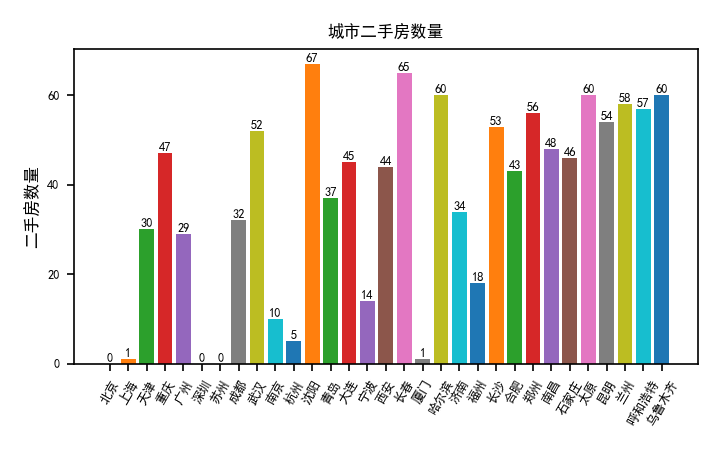 城市二手房数量
二手房数量
60
40
20
0
0
1
30
47
29
0
0
32
52
10
5
67
37
45
14
44
65
1
60
34
18
53
43
56
48
46
60
54
58
57
60
北京
上海
天津
重庆
广州
深圳
苏州
成都
武汉
南京
杭州
沈阳
青岛
大连
宁波
西安
长春
厦门
哈尔滨
济南
福州
长沙
合肥
郑州
南昌
石家庄
太原
昆明
兰州
呼和浩特
乌鲁木齐